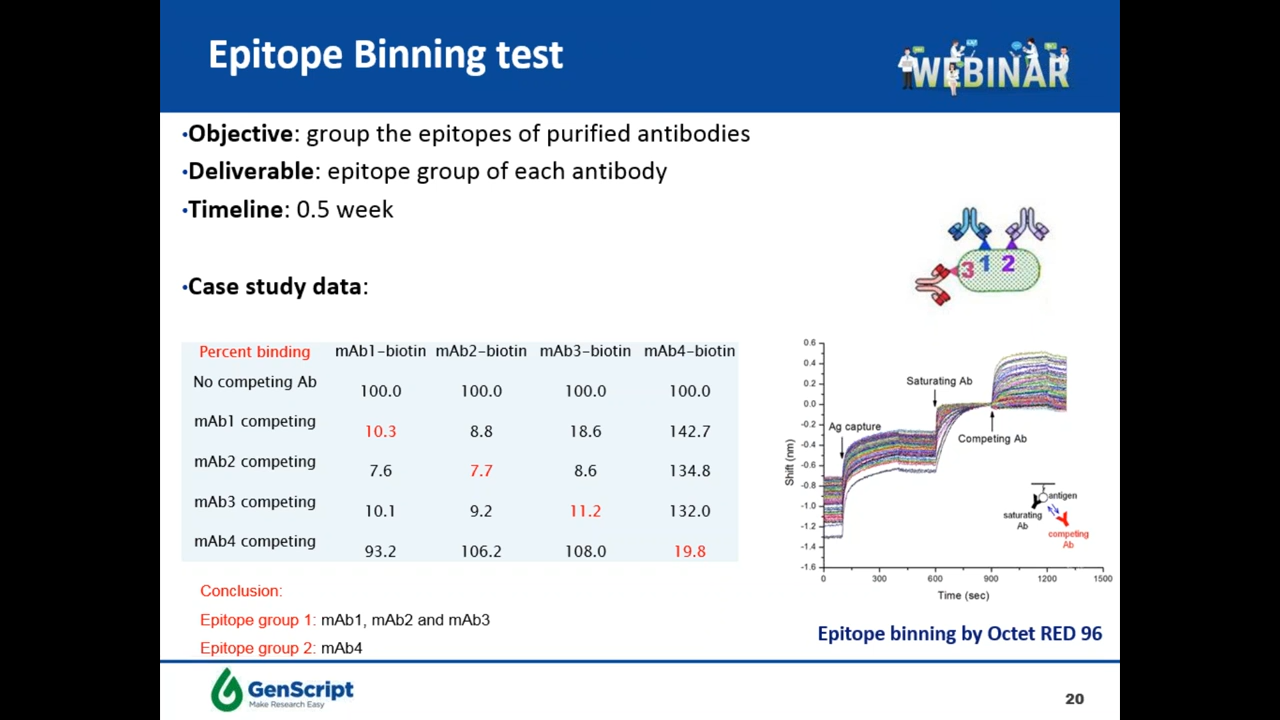 Epitope Binning test
WEBINAR
•Objective: group the epitopes of purified antibodies
•Deliverable: epitope group of each antibody
•Timeline: 0.5 week
•Case study data:
1 2
3
Percent binding mAb1-biotin mAb2-biotin mAb3-biotin mAb4-biotin
No competing Ab 100.0 100.0 100.0 100.0
mAb1 competing 10.3 8.8 18.6 142.7
mAb2 competing 7.6 7.7 8.6 134.8
mAb3 competing 10.1 9.2 11.2 132.0
mAb4 competing 93.2 106.2 108.0 19.8
Conclusion:
Epitope group 1: mAb1, mAb2 and mAb3
Epitope group 2: mAb4
Shift (nm)
0.6
0.4
0.2
0.0
-0.2
-0.4
-0.6
-0.8
-1.0
-1.2
-1.4
-1.6
Saturating Ab
Ag capture
Competing Ab
antigen
saturating
Ab
competing
Ab
0 300 600 900 1200 1500
Time (sec)
Epitope binning by Octet RED 96
GenScript
Make Research Easy
20